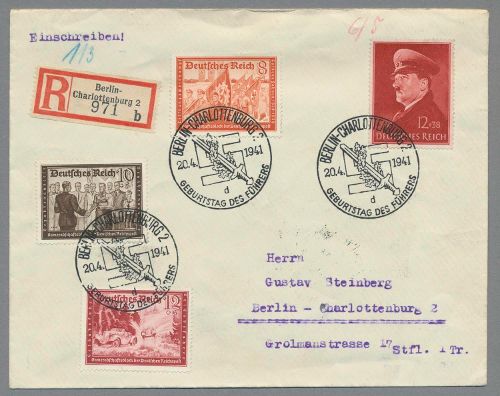 Einschreiben!
1/3 -
6/5
R
Berlin-
Charlottenburg 2
971 b
Deutsches Reich
12+38
DEUTSCHES REICH
BERLIN-CHARLOTTENBURG 2
20.4. 1941
d
GEBURTSTAG DES FÜHRERS
BERLIN-CHARLOTTENBURG 2
20.4. 1941
d
GEBURTSTAG DES FÜHRERS
Deutsches Reich 10
BERLIN-CHARLOTTENBURG 2
20.4. 1941
d
GEBURTSTAG DES FÜHRERS
Deutsches Reich
12
Herrn
Gustav Steinberg
Berlin - Charlottenburg 2
Grolmanstrasse 17
Stfl. 1 Tr.